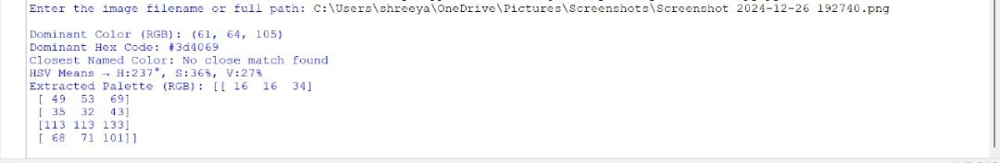 Enter the image filename or full path: C:\Users\shreeya\OneDrive\Pictures\Screenshots\Screenshot 2024-12-26 192740.png
Dominant Color (RGB): (61, 64, 105)
Dominant Hex Code: #3d4069
Closest Named Color: No close match found
HSV Means → H:237°, S:36%, V:27%
Extracted Palette (RGB): [[ 16  16  34]
 [ 49  53  69]
 [ 35  32  43]
 [113 113 133]
 [ 68  71 101]]